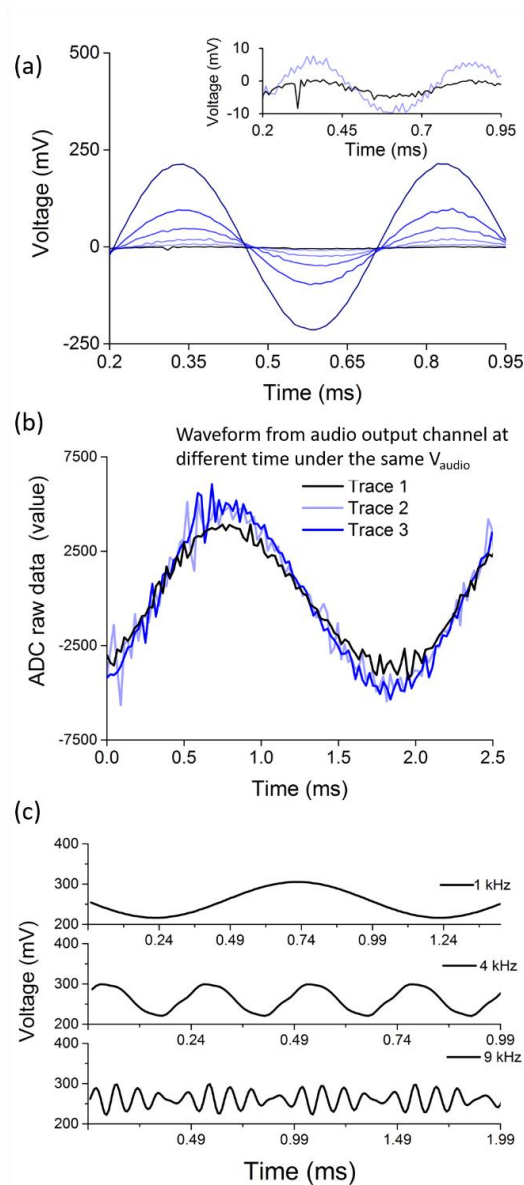 (a)
500
250
0
-250
Voltage (mV)
0.2 0.35 0.5 0.65 0.8 0.95
Time (ms)
10
0
-10
Voltage (mV)
0.2 0.45 0.7 0.95
Time (ms)
(b)
Waveform from audio output channel at
different time under the same Vaudio
Trace 1
Trace 2
Trace 3
7500
2500
-2500
-7500
ADC raw data (value)
0.0 0.5 1.0 1.5 2.0 2.5
Time (ms)
(c)
Voltage (mV)
400
300
200
1 kHz
0.24 0.49 0.74 0.99 1.24
400
300
200
4 kHz
0.24 0.49 0.74 0.99
400
300
200
9 kHz
0.49 0.99 1.49 1.99
Time (ms)